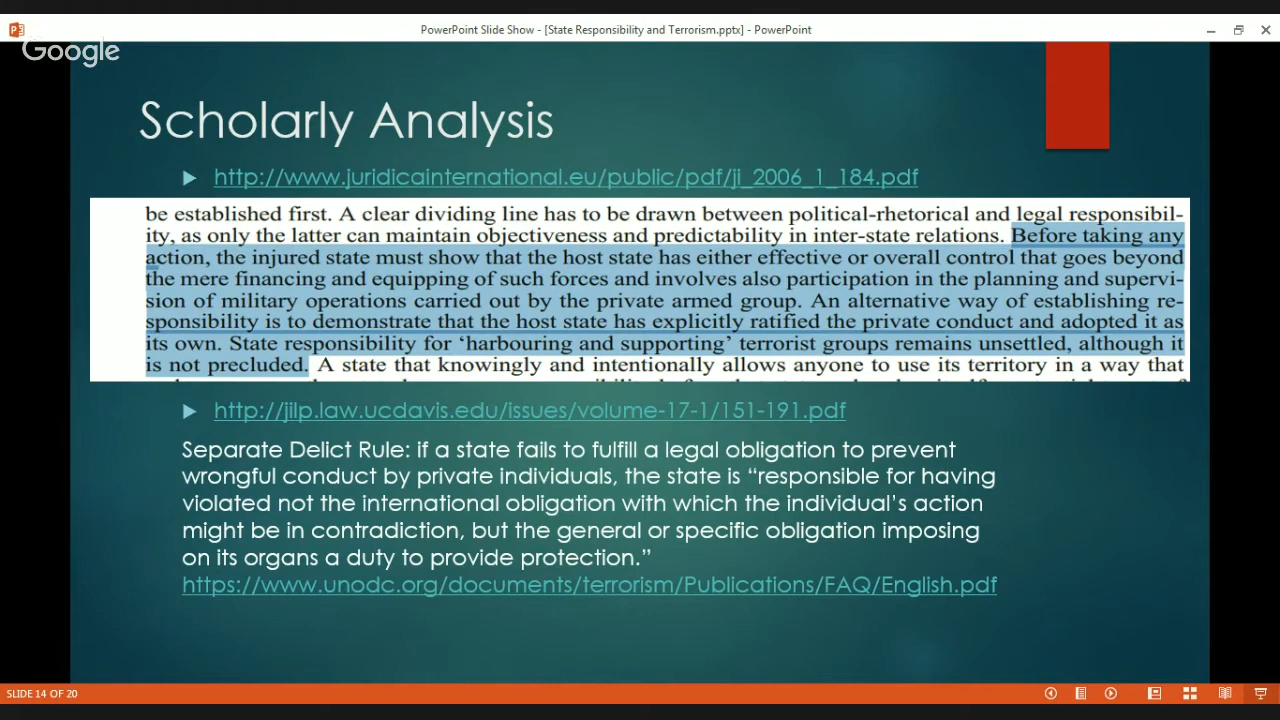 PowerPoint Slide Show - [State Responsibility and Terrorism.pptx] - PowerPoint
Google
Scholarly Analysis
http://www.juridicainternational.eu/public/pdf/ji_2006_1_184.pdf
be established first. A clear dividing line has to be drawn between political-rhetorical and legal responsibil-
ity, as only the latter can maintain objectiveness and predictability in inter-state relations. Before taking any
action, the injured state must show that the host state has either effective or overall control that goes beyond
the mere financing and equipping of such forces and involves also participation in the planning and supervi-
sion of military operations carried out by the private armed group. An alternative way of establishing re-
sponsibility is to demonstrate that the host state has explicitly ratified the private conduct and adopted it as
its own. State responsibility for ‘harbouring and supporting’ terrorist groups remains unsettled, although it
is not precluded. A state that knowingly and intentionally allows anyone to use its territory in a way that
http://jilp.law.ucdavis.edu/issues/volume-17-1/151-191.pdf
Separate Delict Rule: if a state fails to fulfill a legal obligation to prevent
wrongful conduct by private individuals, the state is “responsible for having
violated not the international obligation with which the individual’s action
might be in contradiction, but the general or specific obligation imposing
on its organs a duty to provide protection.”
https://www.unodc.org/documents/terrorism/Publications/FAQ/English.pdf
SLIDE 14 OF 20